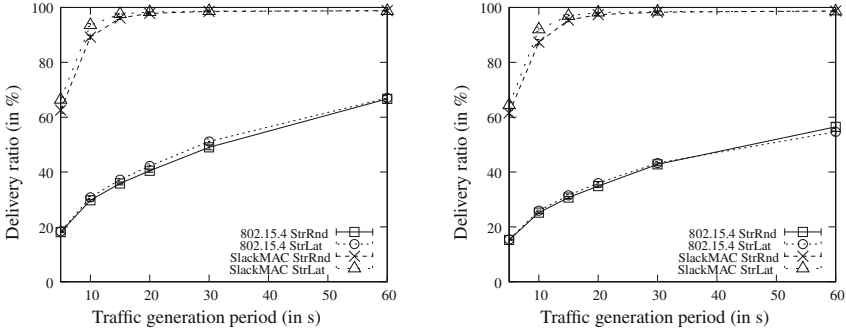 100
80
60
40
20
0
Delivery ratio (in %)
802.15.4 StrRnd
802.15.4 StrLat
SlackMAC StrRnd
SlackMAC StrLat
10 20 30 40 50 60
Traffic generation period (in s)
100
80
60
40
20
0
Delivery ratio (in %)
802.15.4 StrRnd
802.15.4 StrLat
SlackMAC StrRnd
SlackMAC StrLat
10 20 30 40 50 60
Traffic generation period (in s)